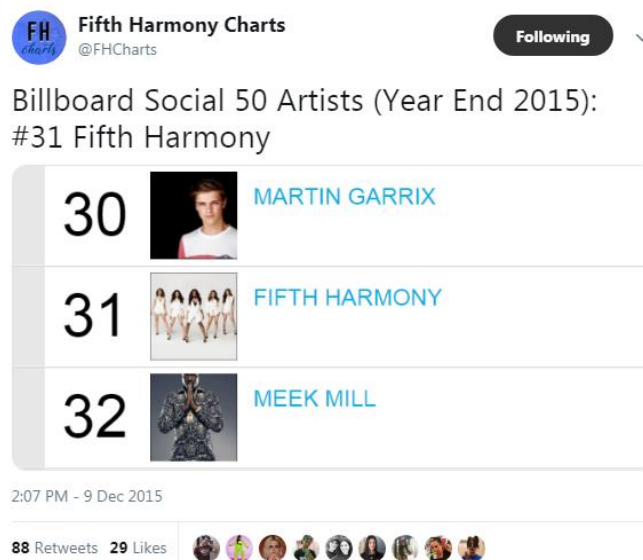 FH
charts
Fifth Harmony Charts
@FHCharts
Following
Billboard Social 50 Artists (Year End 2015):
#31 Fifth Harmony
30 MARTIN GARRIX
31 FIFTH HARMONY
32 MEEK MILL
2:07 PM - 9 Dec 2015
88 Retweets 29 Likes